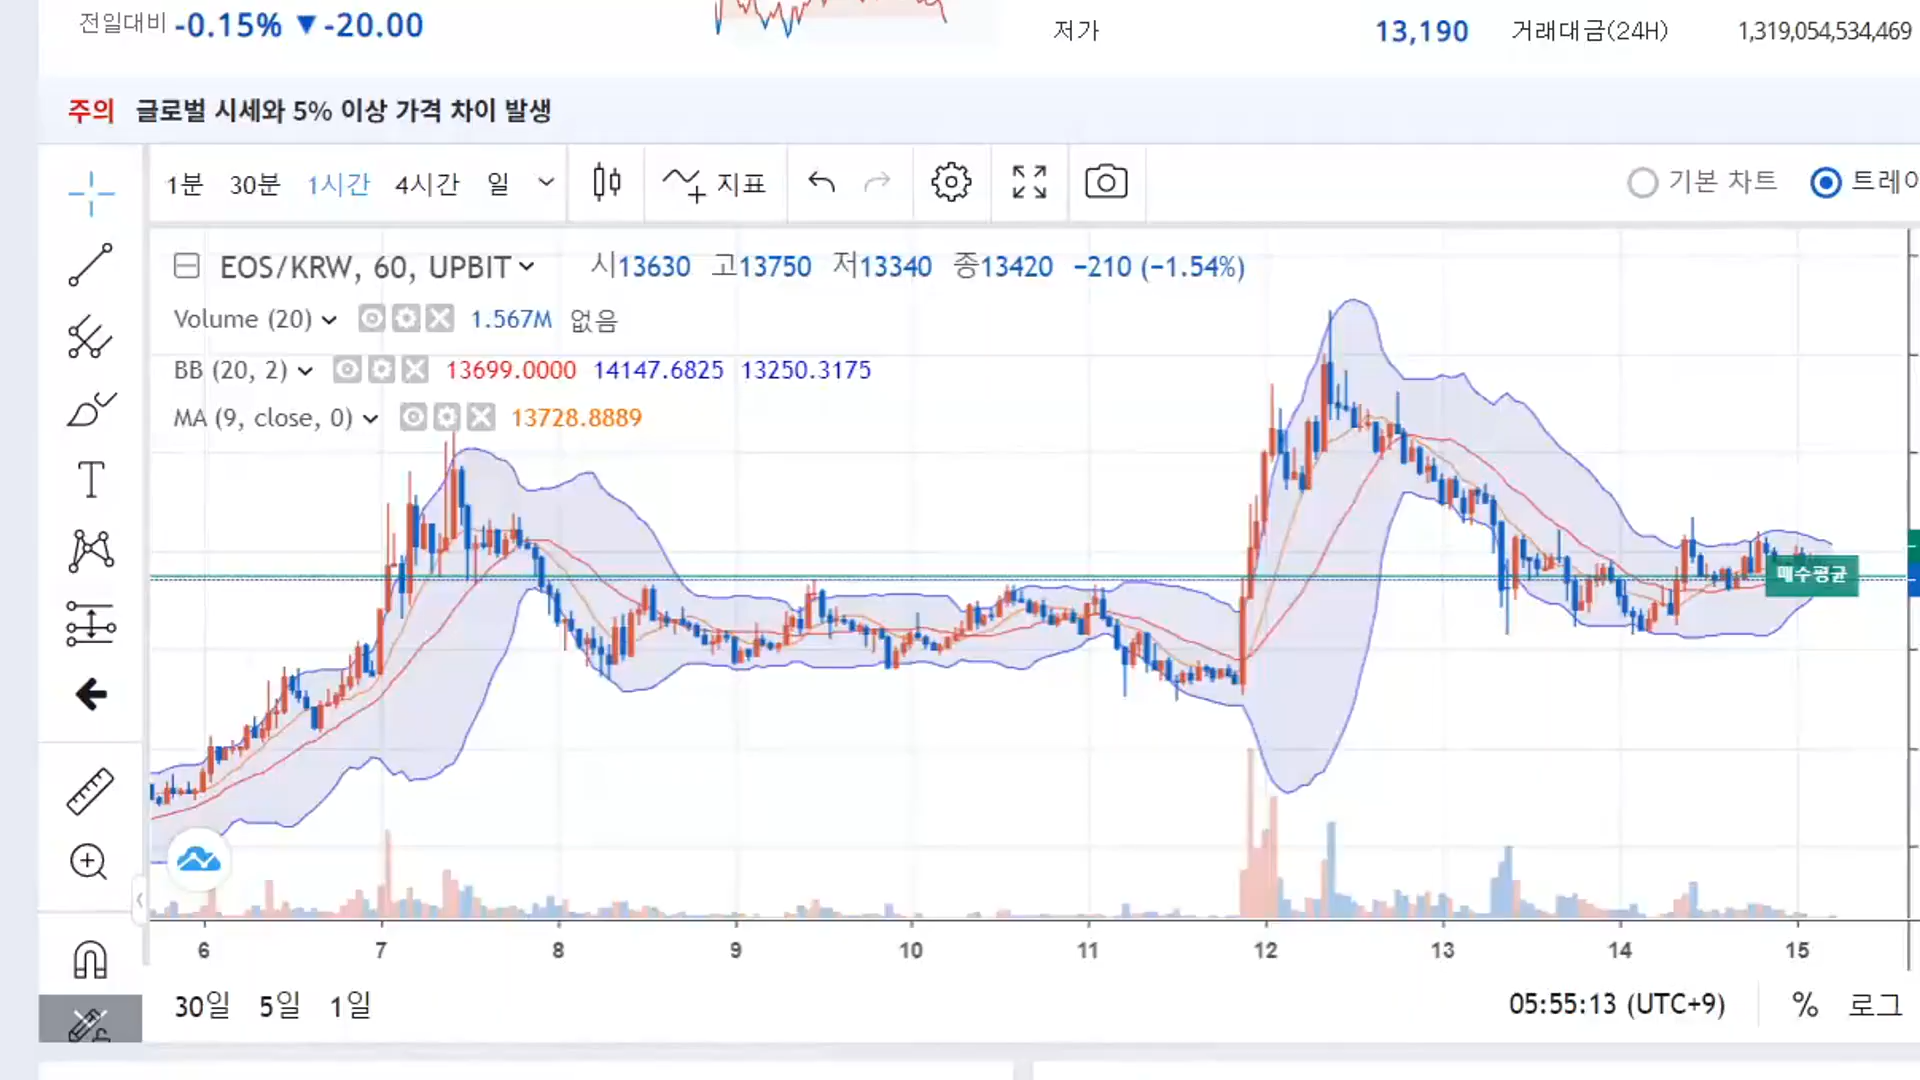 전일대비 -0.15% ▼-20.00
저가 13,190 거래대금(24H) 1,319,054,534,469
주의 글로벌 시세와 5% 이상 가격 차이 발생
1분 30분 1시간 4시간 일 지표 기본 차트 트레이
EOS/KRW, 60, UPBIT 시13630 고13750 저13340 종13420 −210 (−1.54%)
Volume (20) 1.567M 없음
BB (20, 2) 13699.0000 14147.6825 13250.3175
MA (9, close, 0) 13728.8889
매수평균
6 7 8 9 10 11 12 13 14 15
30일 5일 1일 05:55:13 (UTC+9) % 로그